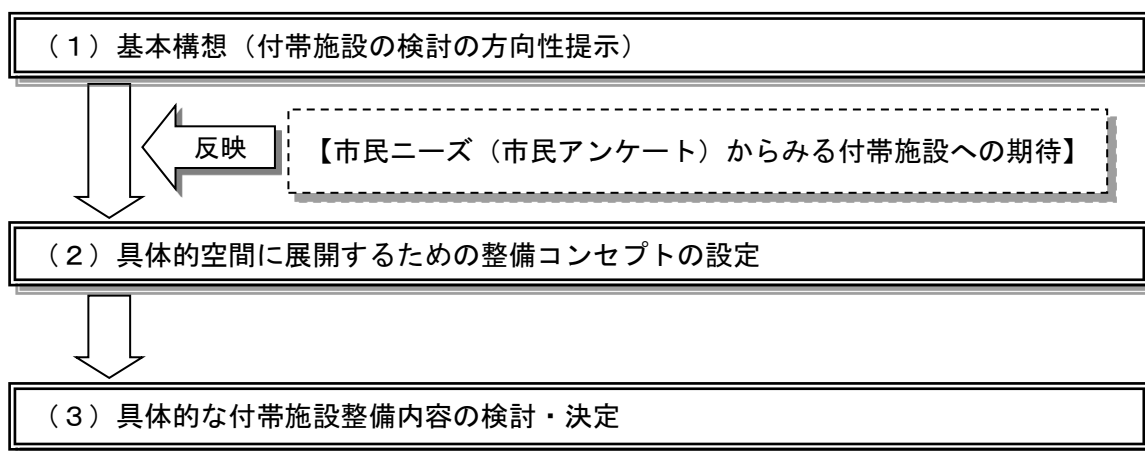 （１）基本構想（付帯施設の検討の方向性提示）
反映
【市民ニーズ（市民アンケート）からみる付帯施設への期待】
（２）具体的空間に展開するための整備コンセプトの設定
（３）具体的な付帯施設整備内容の検討・決定